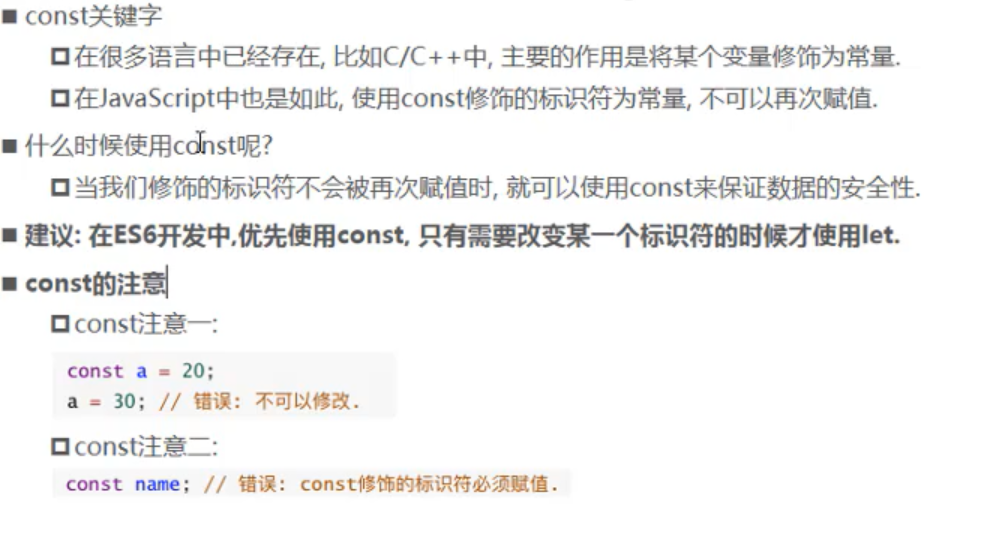 const关键字
在很多语言中已经存在, 比如C/C++中, 主要的作用是将某个变量修饰为常量.
在JavaScript中也是如此, 使用const修饰的标识符为常量, 不可以再次赋值.
什么时候使用const呢?
当我们修饰的标识符不会被再次赋值时, 就可以使用const来保证数据的安全性.
建议: 在ES6开发中,优先使用const, 只有需要改变某一个标识符的时候才使用let.
const的注意
const注意一:
const a = 20;
a = 30; // 错误: 不可以修改.
const注意二:
const name; // 错误: const修饰的标识符必须赋值.